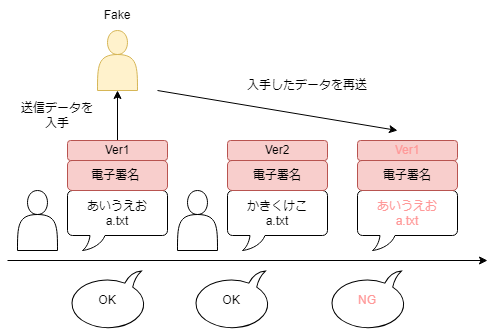 Fake
送信データを
入手
入手したデータを再送
Ver1
電子署名
あいうえお
a.txt
Ver2
電子署名
かきくけこ
a.txt
Ver1
電子署名
あいうえお
a.txt
OK
OK
NG